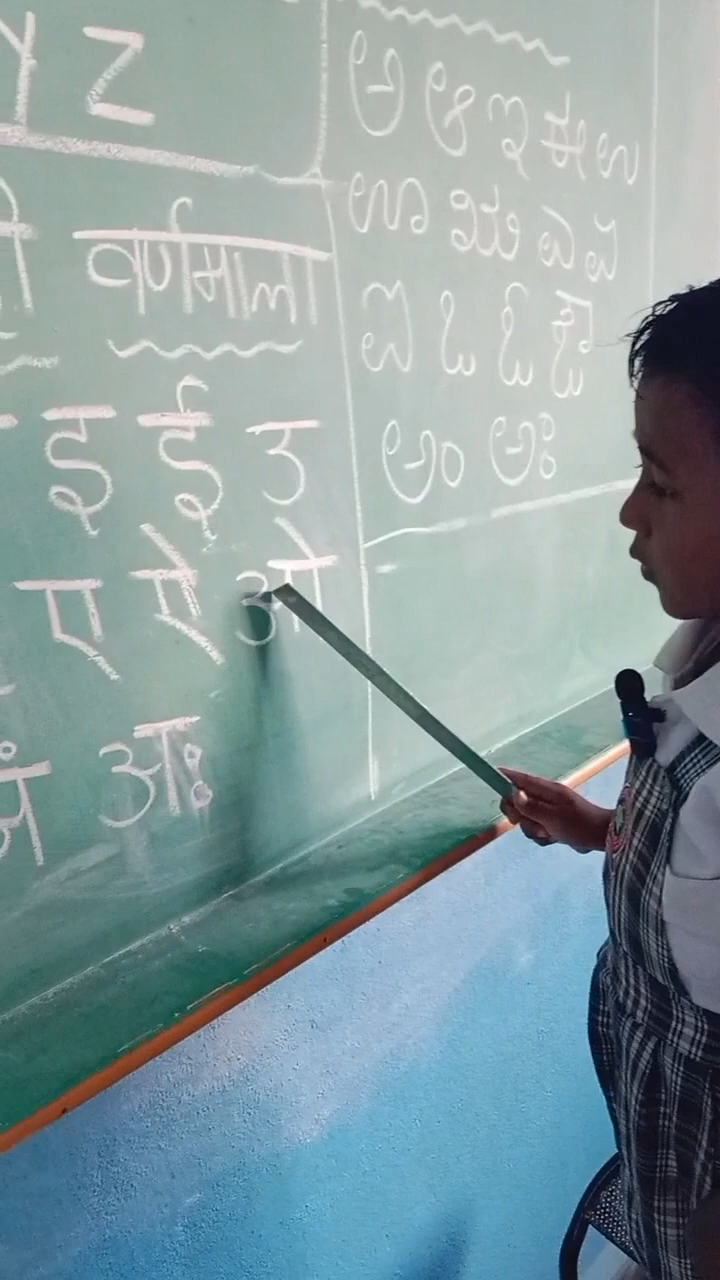 Y Z
वर्णमाला
इ ई उ
ए ऐ ओ
अं अः
ಅ ಆ ಇ ಈ ಉ
ಊ ಋ ಎ ಏ
ಐ ಒ ಓ ಔ
ಅಂ ಅಃ